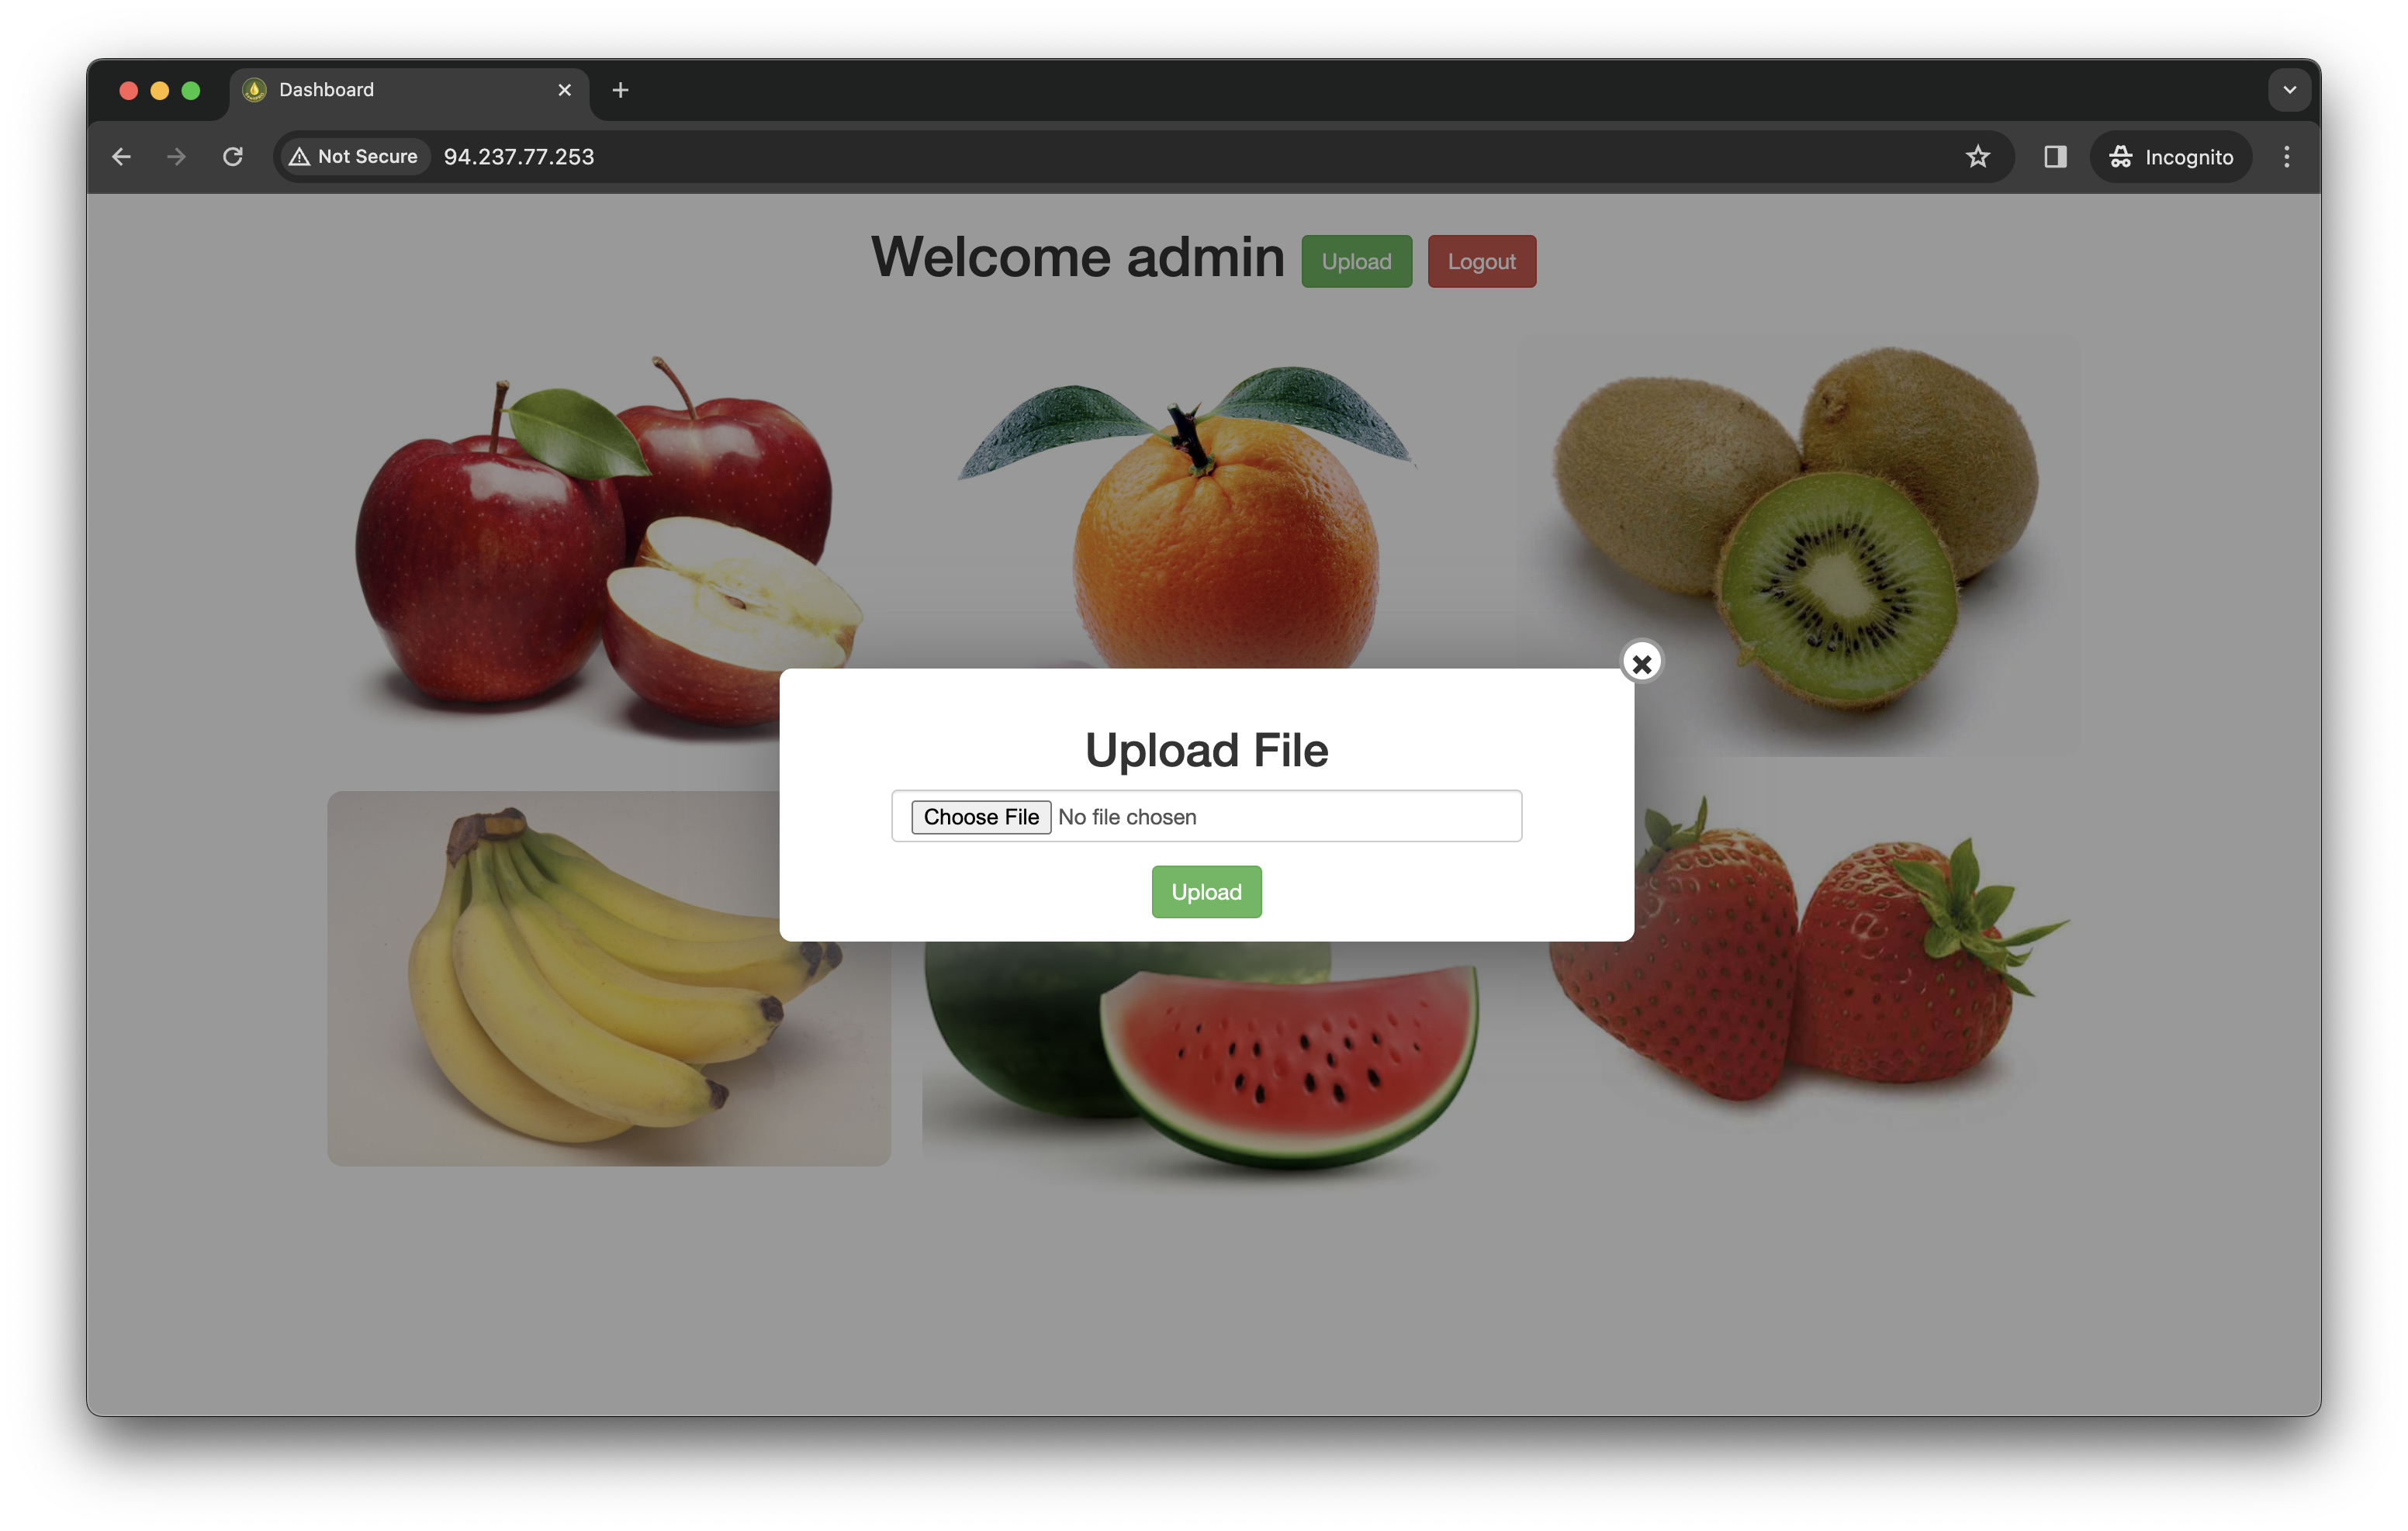 Dashboard
Not Secure 94.237.77.253 Incognito
Welcome admin Upload Logout
Upload File
Choose File No file chosen
Upload